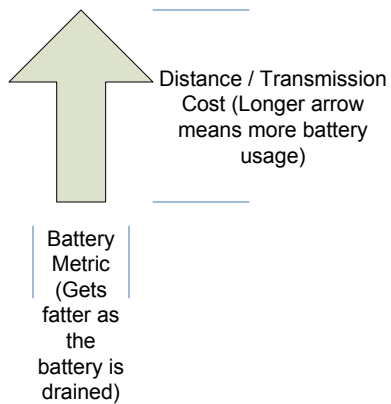 Distance / Transmission
Cost (Longer arrow
means more battery
usage)
Battery
Metric
(Gets
fatter as
the
battery is
drained)